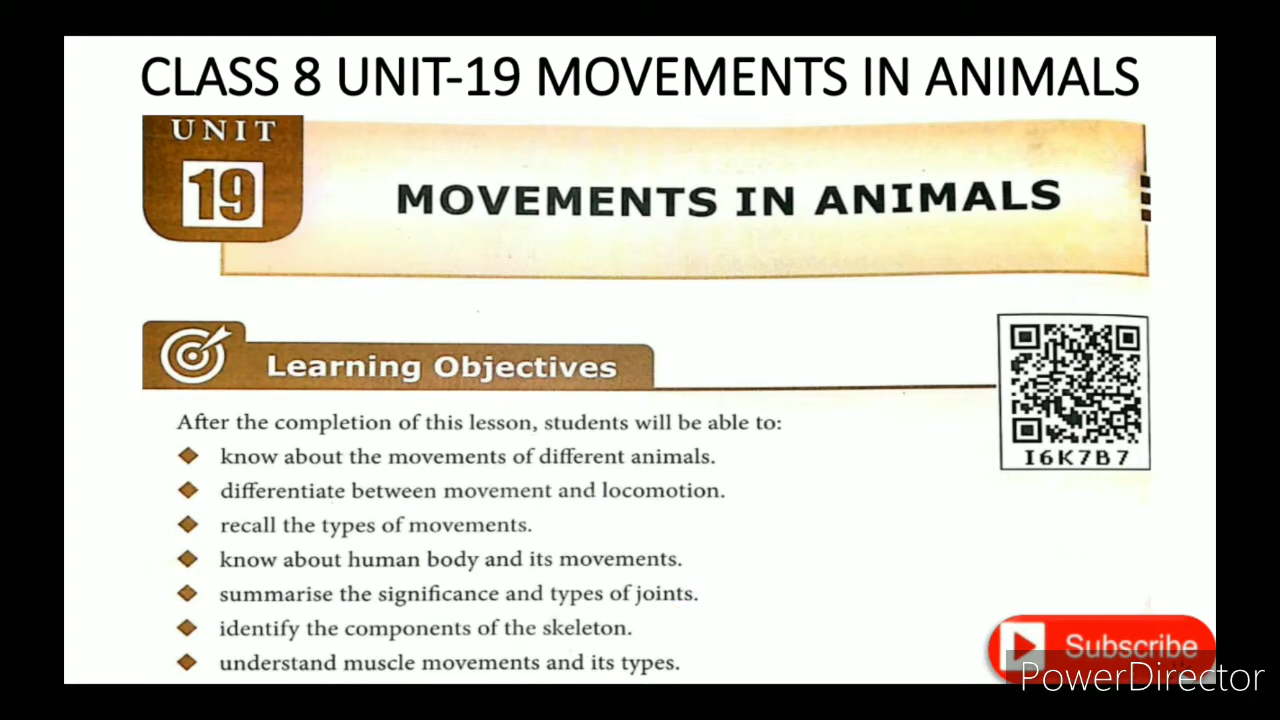 CLASS 8 UNIT-19 MOVEMENTS IN ANIMALS
UNIT
19
MOVEMENTS IN ANIMALS
Learning Objectives
I6K7B7
After the completion of this lesson, students will be able to:
know about the movements of different animals.
differentiate between movement and locomotion.
recall the types of movements.
know about human body and its movements.
summarise the significance and types of joints.
identify the components of the skeleton.
understand muscle movements and its types.
Subscribe
PowerDirector